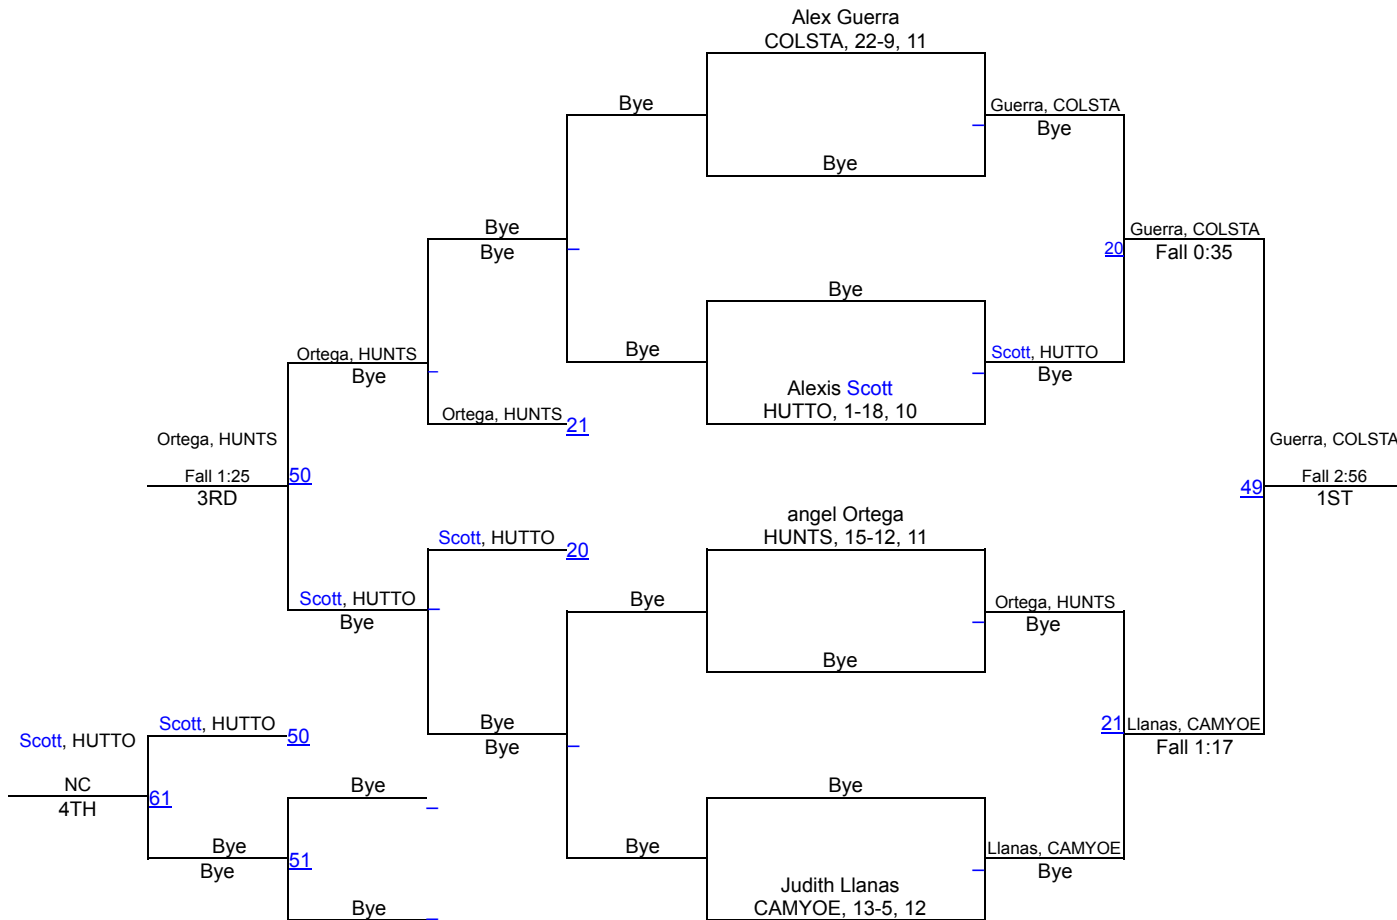 Alex Guerra
COLSTA, 22-9, 11
Bye
Guerra, COLSTA
Bye
Bye
Bye
Bye
Guerra, COLSTA
20
Fall 0:35
Bye
Ortega, HUNTS
Bye
Bye
Scott, HUTTO
Bye
Alexis Scott
HUTTO, 1-18, 10
Ortega, HUNTS
21
Ortega, HUNTS
Fall 1:25
50
3RD
Guerra, COLSTA
Fall 2:56
49
1ST
angel Ortega
HUNTS, 15-12, 11
Scott, HUTTO
20
Scott, HUTTO
Bye
Bye
Ortega, HUNTS
Bye
Bye
Bye
Bye
21
Llanas, CAMYOE
Fall 1:17
Scott, HUTTO
50
Scott, HUTTO
NC
61
4TH
Bye
Bye
Bye
Bye
51
Bye
Bye
Llanas, CAMYOE
Bye
Judith Llanas
CAMYOE, 13-5, 12
Bye